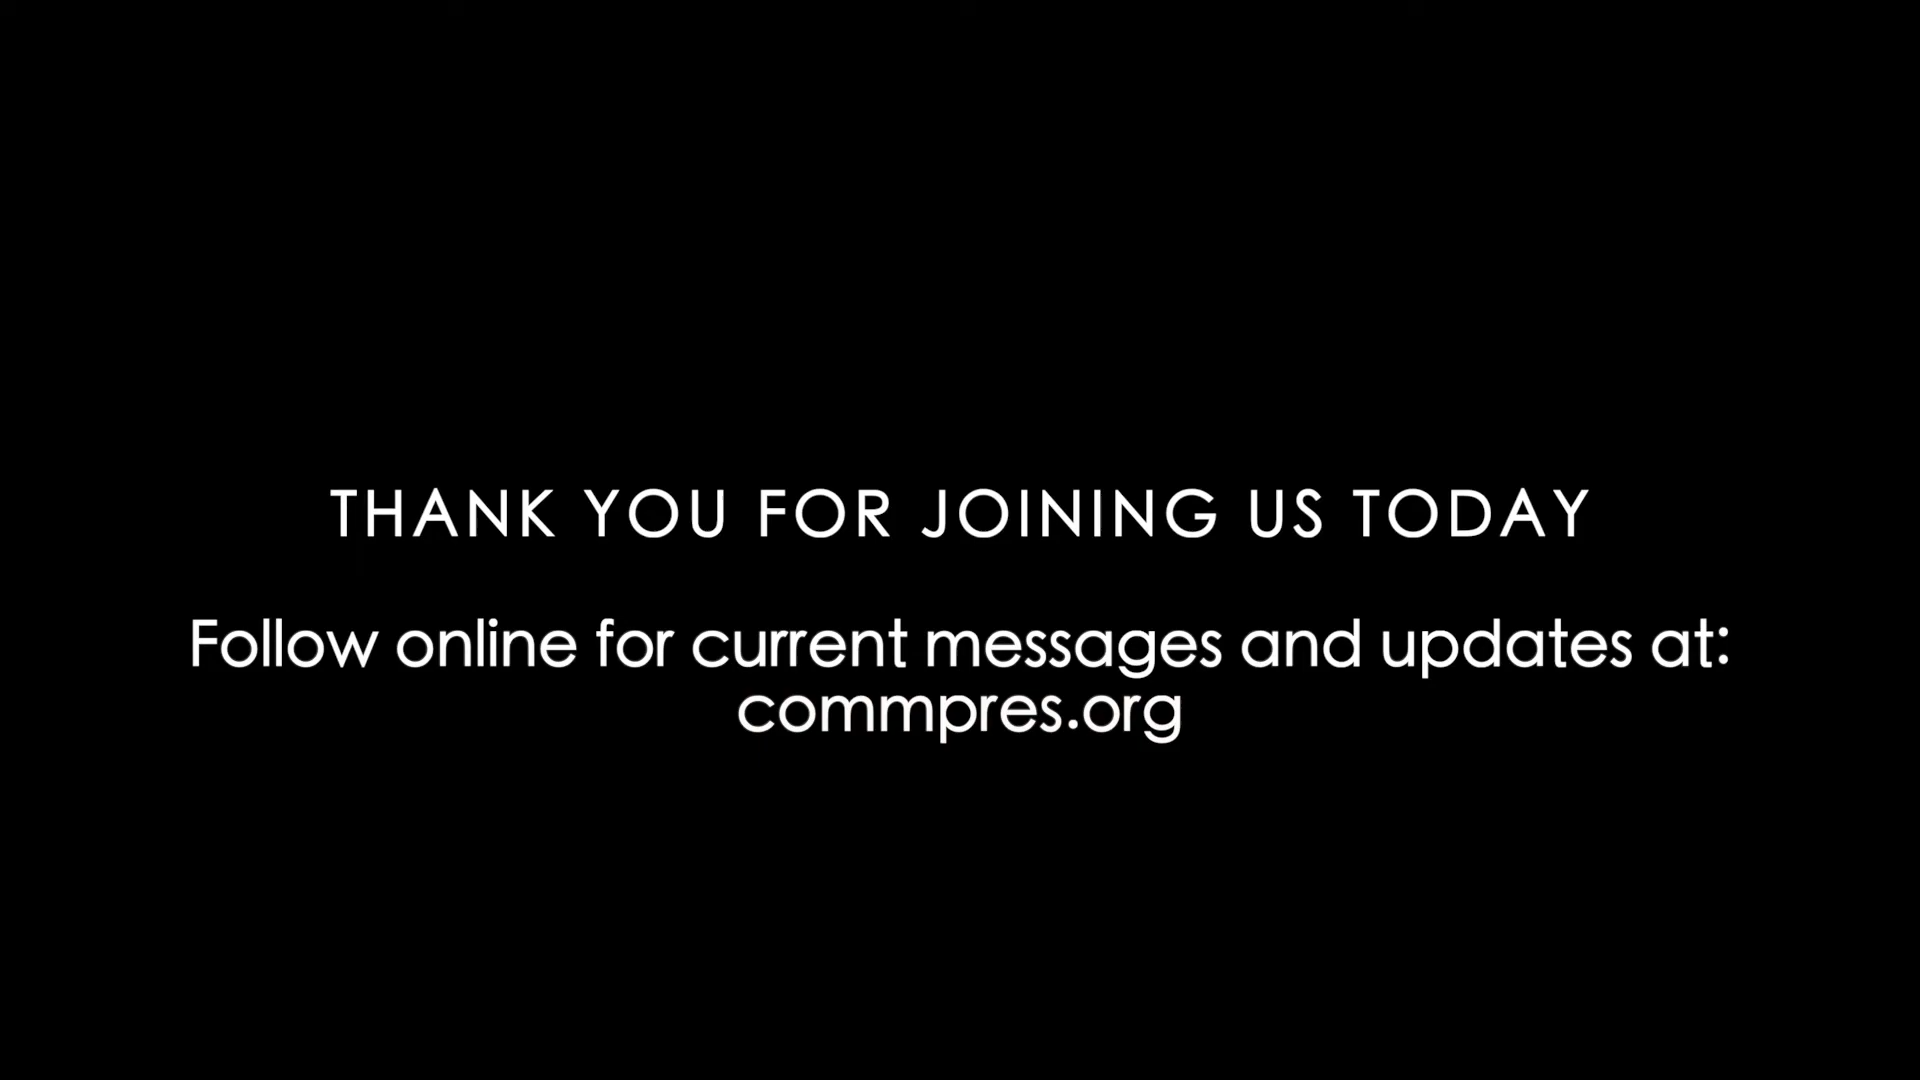 THANK YOU FOR JOINING US TODAY
Follow online for current messages and updates at:
commpres.org